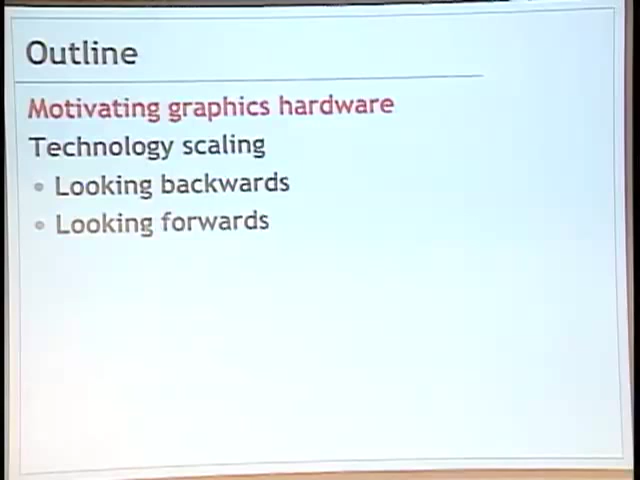 Outline
Motivating graphics hardware
Technology scaling
• Looking backwards
• Looking forwards